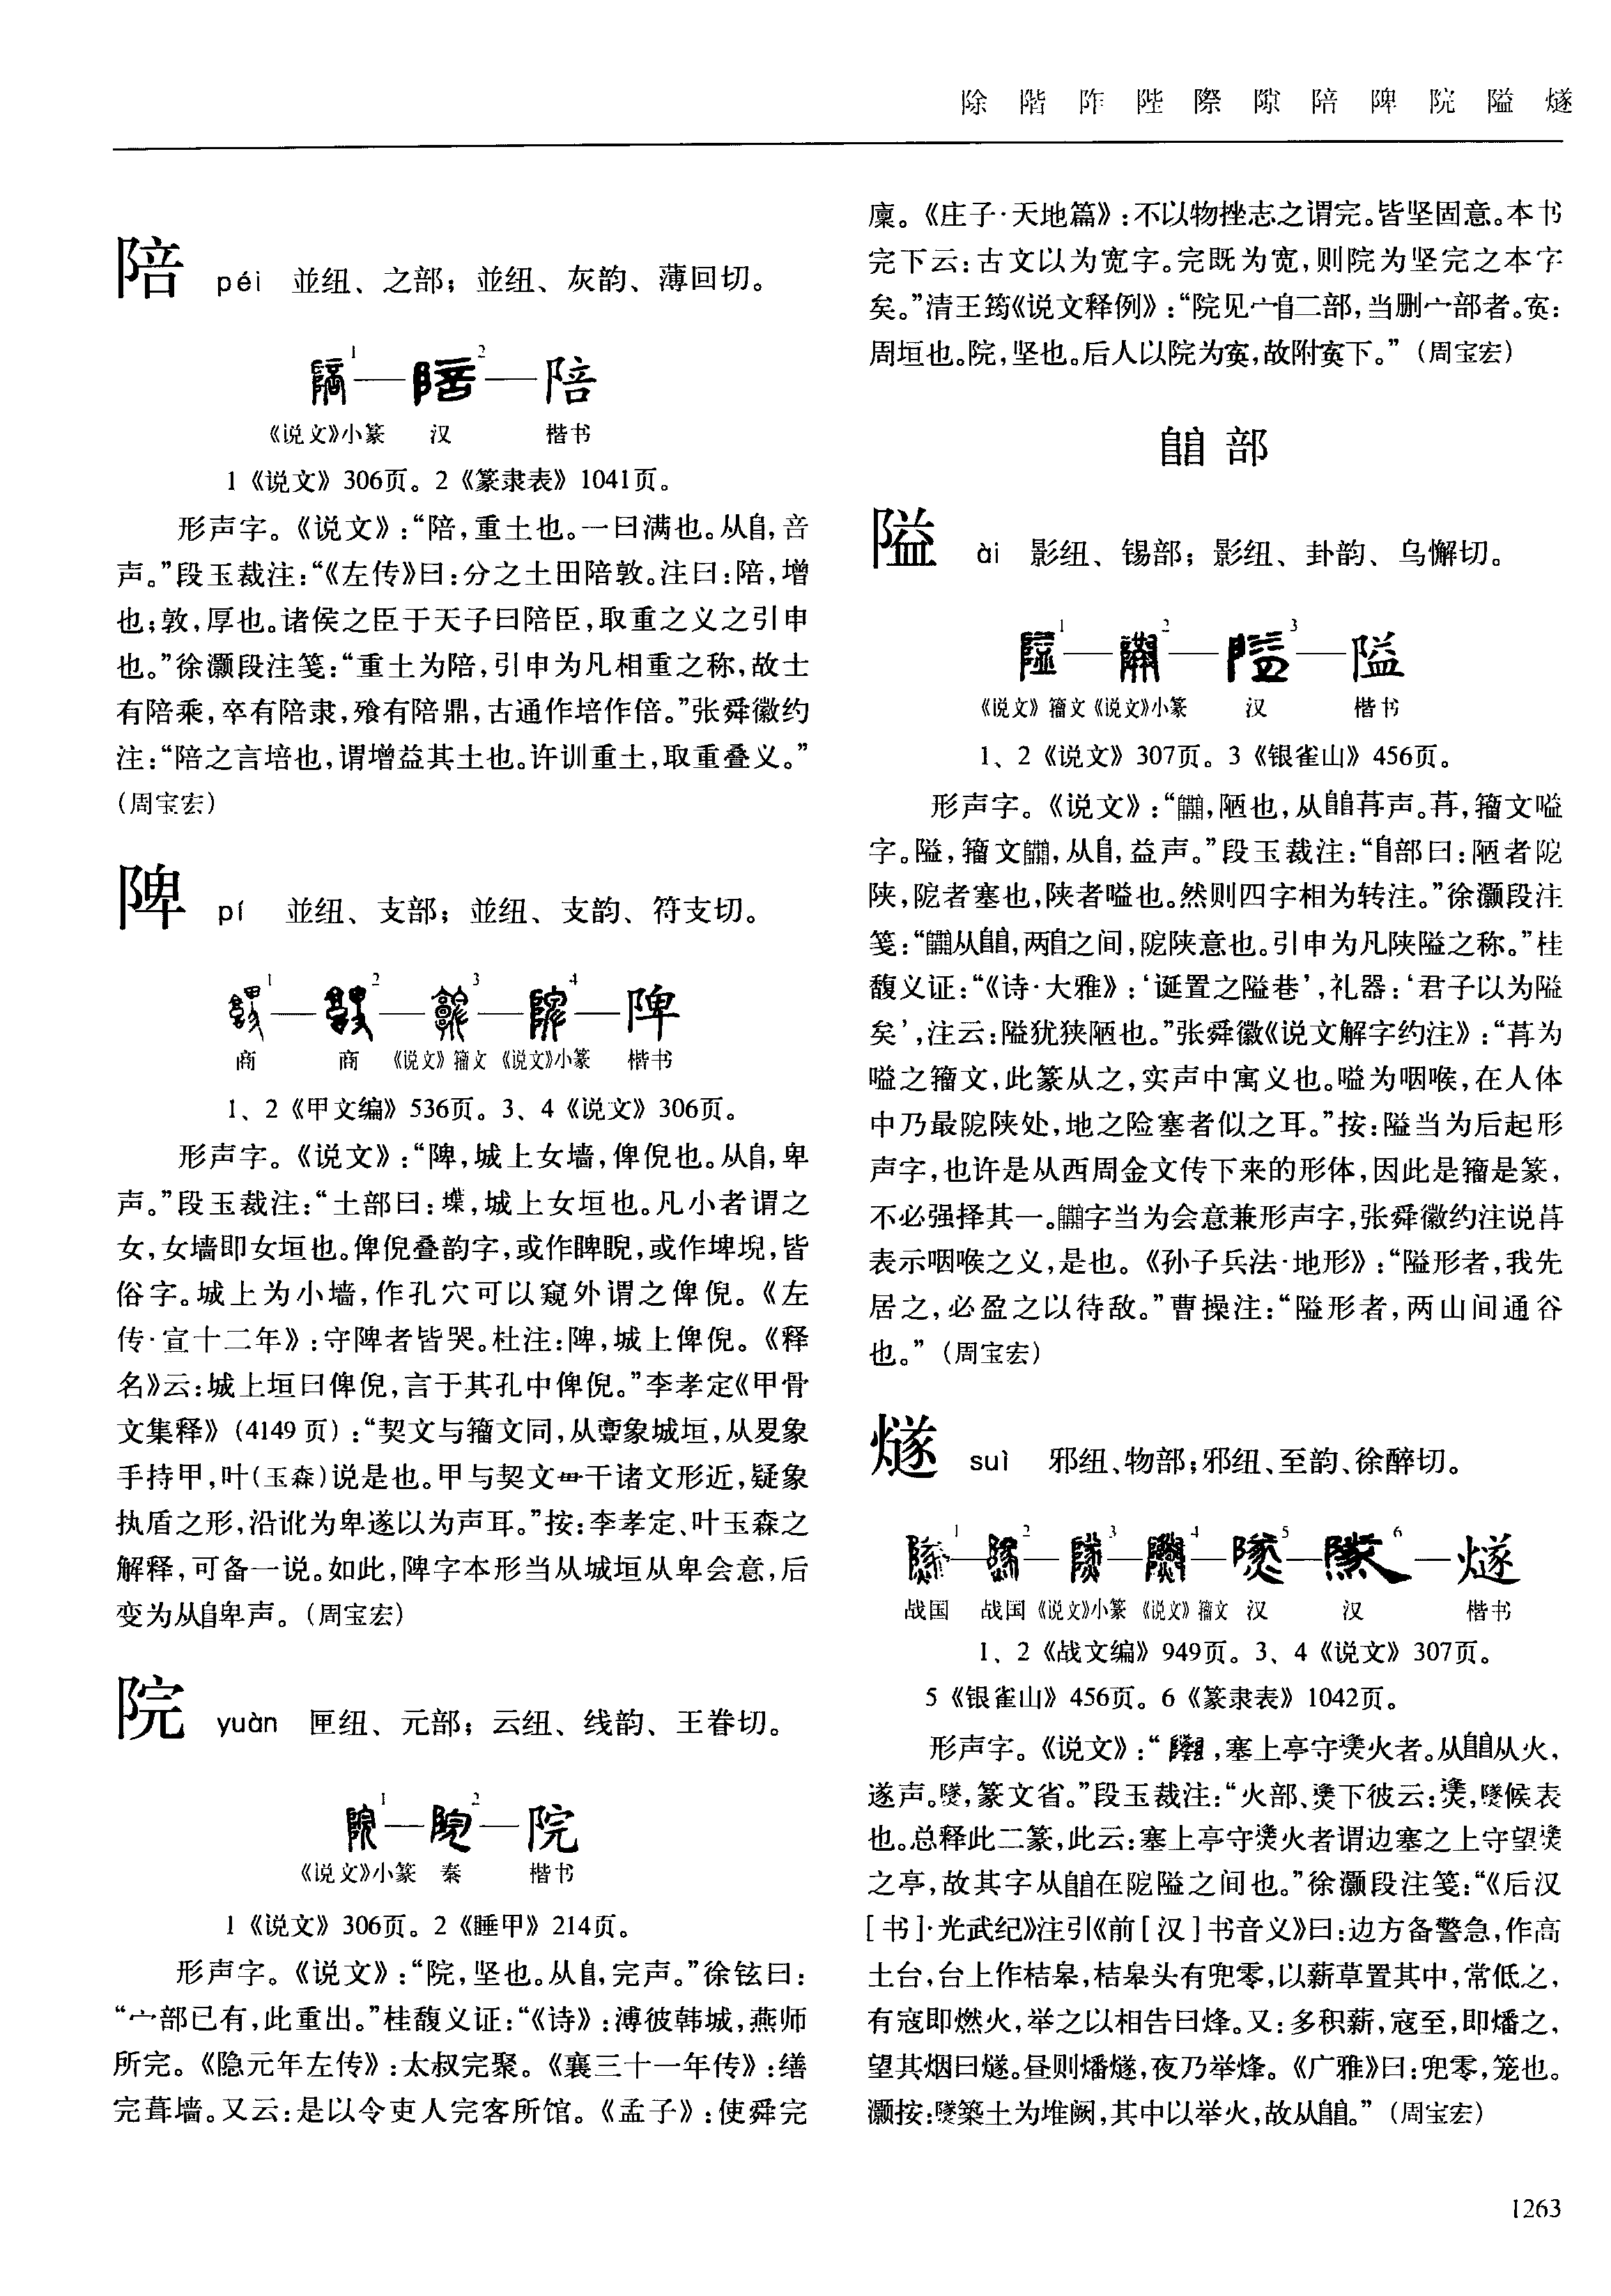 除 階 阼 陛 際 隙 陪 陴 院 隘 燧
陪 péi 並纽、之部；並纽、灰韵、薄回切。
1 2 陪
《说文》小篆 汉 楷书
1《说文》306页。2《篆隶表》1041页。
形声字。《说文》：“陪，重土也。一曰满也。从𨸏，咅
声。”段玉裁注：“《左传》曰：分之土田陪敦。注曰：陪，增
也；敦，厚也。诸侯之臣于天子曰陪臣，取重之义之引申
也。”徐灏段注笺：“重土为陪，引申为凡相重之称，故士
有陪乘，卒有陪隶，飧有陪鼎，古通作培作倍。”张舜徽约
注：“陪之言培也，谓增益其土也。许训重土，取重叠义。”
（周宝宏）
陴 pí 並纽、支部；並纽、支韵、符支切。
1 2 3 4 陴
商 商 《说文》籀文 《说文》小篆 楷书
1、2《甲文编》536页。3、4《说文》306页。
形声字。《说文》：“陴，城上女墙，俾倪也。从𨸏，卑
声。”段玉裁注：“土部曰：堞，城上女垣也。凡小者谓之
女，女墙即女垣也。俾倪叠韵字，或作睥睨，或作埤堄，皆
俗字。城上为小墙，作孔穴可以窥外谓之俾倪。《左
传·宣十二年》：守陴者皆哭。杜注：陴，城上俾倪。《释
名》云：城上垣曰俾倪，言于其孔中俾倪。”李孝定《甲骨
文集释》（4149页）：“契文与籀文同，从𩫖象城垣，从𤰞象
手持甲，叶（玉森）说是也。甲与契文毌干诸文形近，疑象
执盾之形，沿讹为卑遂以为声耳。”按：李孝定、叶玉森之
解释，可备一说。如此，陴字本形当从城垣从卑会意，后
变为从𨸏卑声。（周宝宏）
院 yuàn 匣纽、元部；云纽、线韵、王眷切。
1 2 院
《说文》小篆 秦 楷书
1《说文》306页。2《睡甲》214页。
形声字。《说文》：“院，坚也。从𨸏，完声。”徐铉曰：
“宀部已有，此重出。”桂馥义证：“《诗》：溥彼韩城，燕师
所完。《隐元年左传》：太叔完聚。《襄三十一年传》：缮
完葺墙。又云：是以令吏人完客所馆。《孟子》：使舜完
廩。《庄子·天地篇》：不以物挫志之谓完。皆坚固意。本书
完下云：古文以为宽字。完既为宽，则院为坚完之本字
矣。”清王筠《说文释例》：“院见宀𨸏二部，当删宀部者。寏：
周垣也。院，坚也。后人以院为寏，故附寏下。”（周宝宏）
𨺅 部
隘 ài 影纽、锡部；影纽、卦韵、乌懈切。
1 2 3 隘
《说文》籀文 《说文》小篆 汉 楷书
1、2《说文》307页。3《银雀山》456页。
形声字。《说文》：“𨽆，陋也，从𨺅𦬺声。𦬺，籀文嗌
字。隘，籀文𨽆，从𨸏，益声。”段玉裁注：“𨸏部曰：陋者阸
陕，阸者塞也，陕者嗌也。然则四字相为转注。”徐灏段注
笺：“𨽆从𨺅，两𨸏之间，阸陕意也。引申为凡陕隘之称。”桂
馥义证：“《诗·大雅》：‘诞置之隘巷’，礼器：‘君子以为隘
矣’，注云：隘犹狭陋也。”张舜徽《说文解字约注》：“𦬺为
嗌之籀文，此篆从之，实声中寓义也。嗌为咽喉，在人体
中乃最阸陕处，地之险塞者似之耳。”按：隘当为后起形
声字，也许是从西周金文传下来的形体，因此是籀是篆，
不必强择其一。𨽆字当为会意兼形声字，张舜徽约注说𦬺
表示咽喉之义，是也。《孙子兵法·地形》：“隘形者，我先
居之，必盈之以待敌。”曹操注：“隘形者，两山间通谷
也。”（周宝宏）
燧 suì 邪纽、物部；邪纽、至韵、徐醉切。
1 2 3 4 5 6 燧
战国 战国 《说文》小篆 《说文》籀文 汉 汉 楷书
1、2《战文编》949页。3、4《说文》307页。
5《银雀山》456页。6《篆隶表》1042页。
形声字。《说文》：“，塞上亭守㷭火者。从𨺅从火，
遂声。㸂，篆文省。”段玉裁注：“火部、㷭下彼云：㷭，㸂候表
也。总释此二篆，此云：塞上亭守㷭火者谓边塞之上守望㷭
之亭，故其字从𨺅在阸隘之间也。”徐灏段注笺：“《后汉
[书]·光武纪》注引《前[汉]书音义》曰：边方备警急，作高
土台，台上作桔皋，桔皋头有兜零，以薪草置其中，常低之，
有寇即燃火，举之以相告曰烽。又：多积薪，寇至，即燔之，
望其烟曰燧。昼则燔燧，夜乃举烽。《广雅》曰：兜零，笼也。
灏按：㸂築土为堆阙，其中以举火，故从𨺅。”（周宝宏）
1263